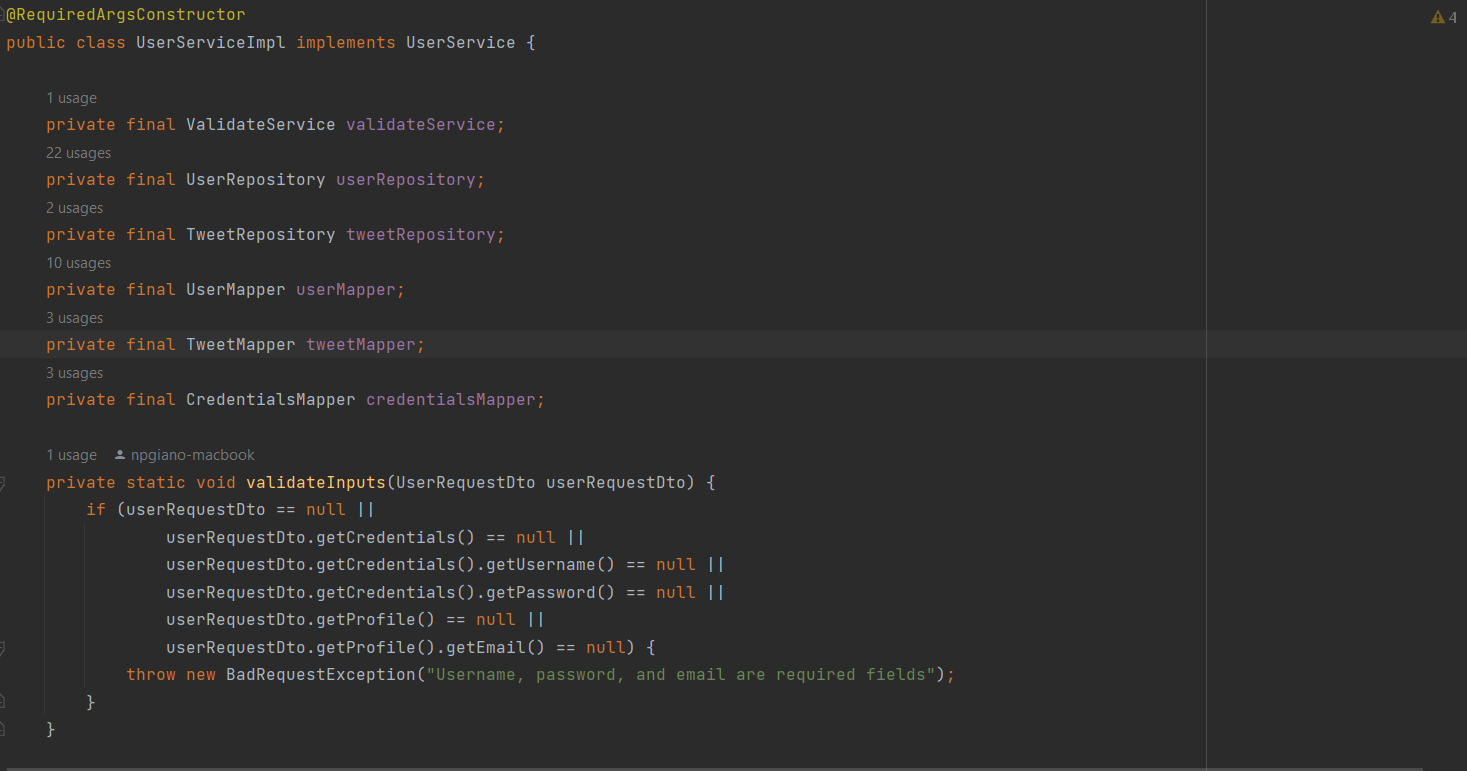 @RequiredArgsConstructor
4
public class UserServiceImpl implements UserService {
1 usage
private final ValidateService validateService;
22 usages
private final UserRepository userRepository;
2 usages
private final TweetRepository tweetRepository;
10 usages
private final UserMapper userMapper;
3 usages
private final TweetMapper tweetMapper;
3 usages
private final CredentialsMapper credentialsMapper;
1 usage npgiano-macbook
private static void validateInputs(UserRequestDto userRequestDto) {
if (userRequestDto == null ||
userRequestDto.getCredentials() == null ||
userRequestDto.getCredentials().getUsername() == null ||
userRequestDto.getCredentials().getPassword() == null ||
userRequestDto.getProfile() == null ||
userRequestDto.getProfile().getEmail() == null) {
throw new BadRequestException("Username, password, and email are required fields");
}
}